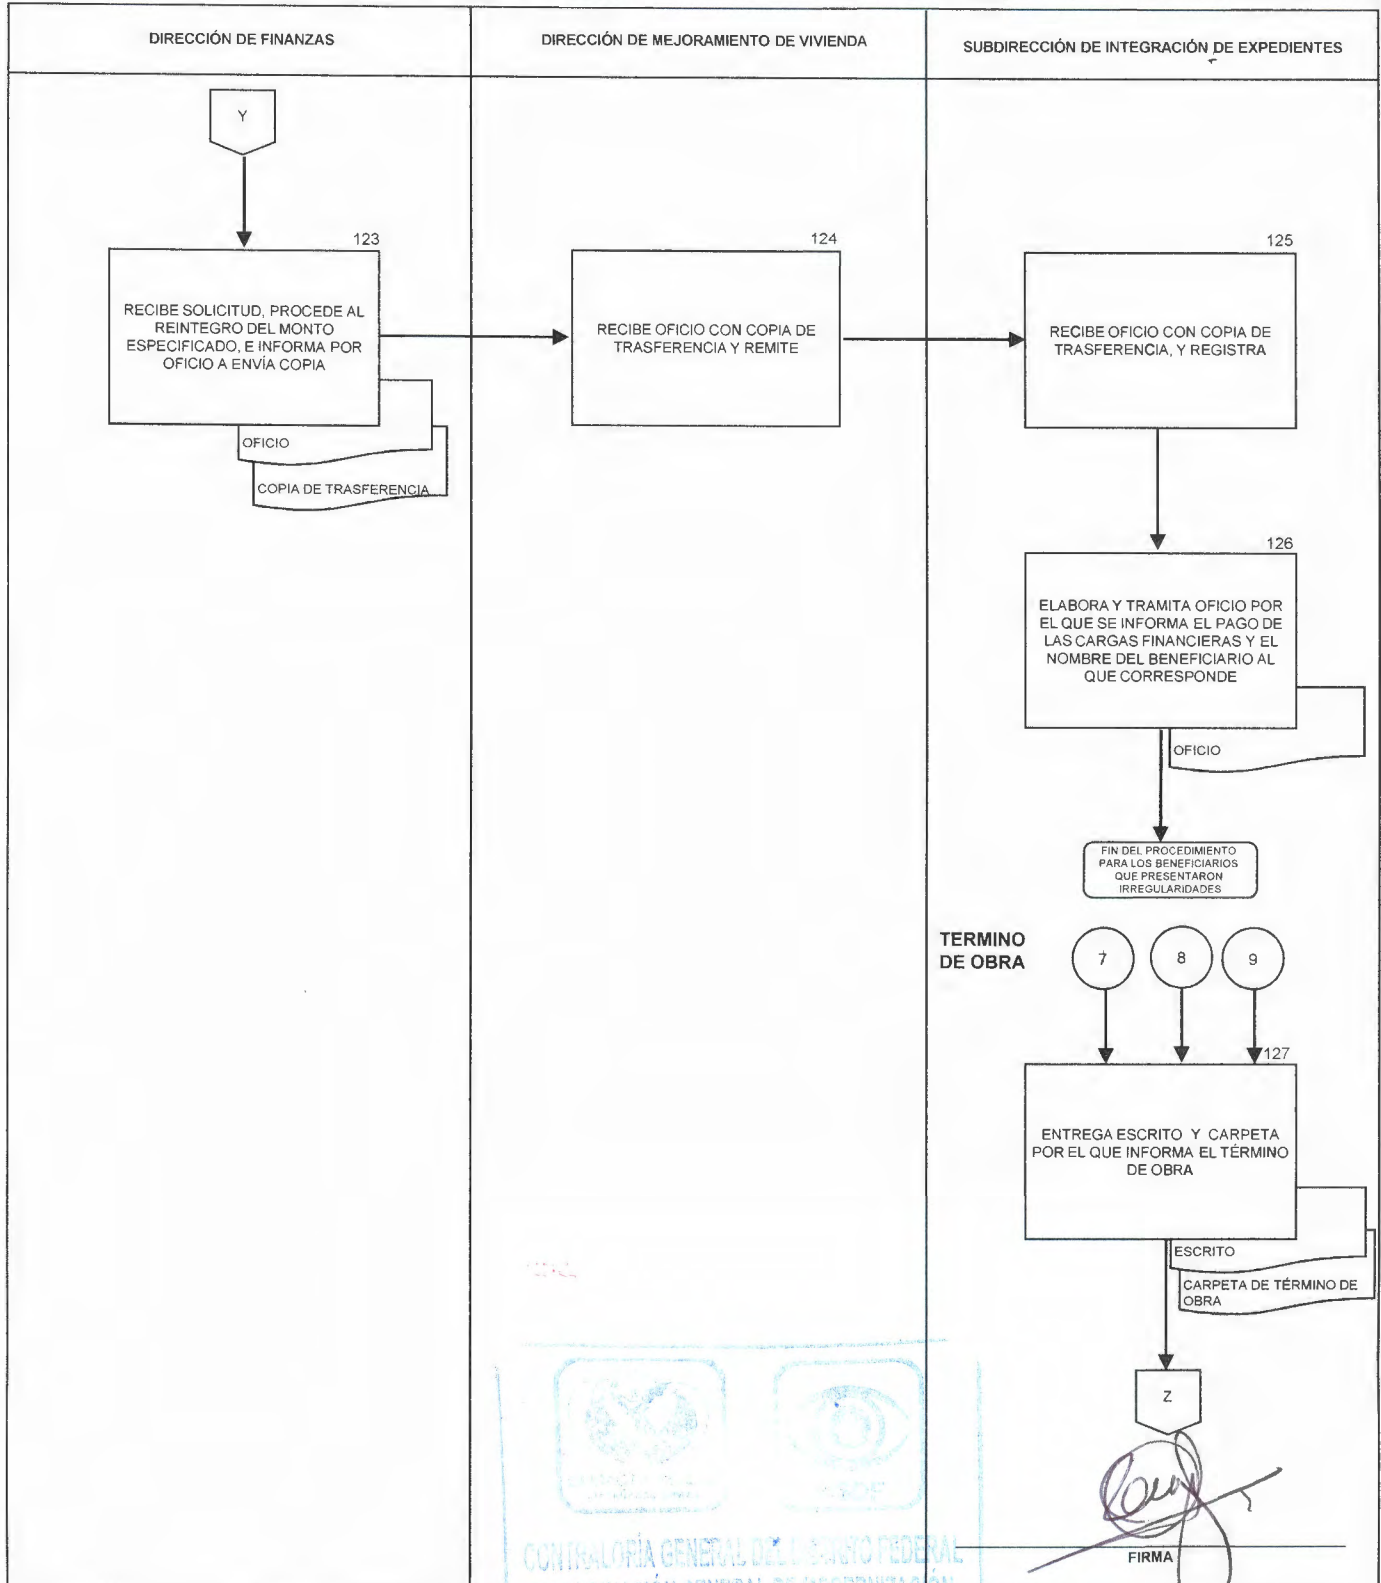 DIRECCIÓN DE FINANZAS
DIRECCIÓN DE MEJORAMIENTO DE VIVIENDA
SUBDIRECCIÓN DE INTEGRACIÓN DE EXPEDIENTES
Y
123
RECIBE SOLICITUD, PROCEDE AL
REINTEGRO DEL MONTO
ESPECIFICADO, E INFORMA POR
OFICIO A ENVÍA COPIA
OFICIO
COPIA DE TRASFERENCIA
124
RECIBE OFICIO CON COPIA DE
TRASFERENCIA Y REMITE
125
RECIBE OFICIO CON COPIA DE
TRASFERENCIA, Y REGISTRA
126
ELABORA Y TRAMITA OFICIO POR
EL QUE SE INFORMA EL PAGO DE
LAS CARGAS FINANCIERAS Y EL
NOMBRE DEL BENEFICIARIO AL
QUE CORRESPONDE
OFICIO
FIN DEL PROCEDIMIENTO
PARA LOS BENEFICIARIOS
QUE PRESENTARON
IRREGULARIDADES
TERMINO
DE OBRA
7
8
9
127
ENTREGA ESCRITO Y CARPETA
POR EL QUE INFORMA EL TÉRMINO
DE OBRA
ESCRITO
CARPETA DE TÉRMINO DE
OBRA
Z
FIRMA
CONTRALORÍA GENERAL DEL DISTRITO FEDERAL
GENERAL DE MODERNIZACIÓN